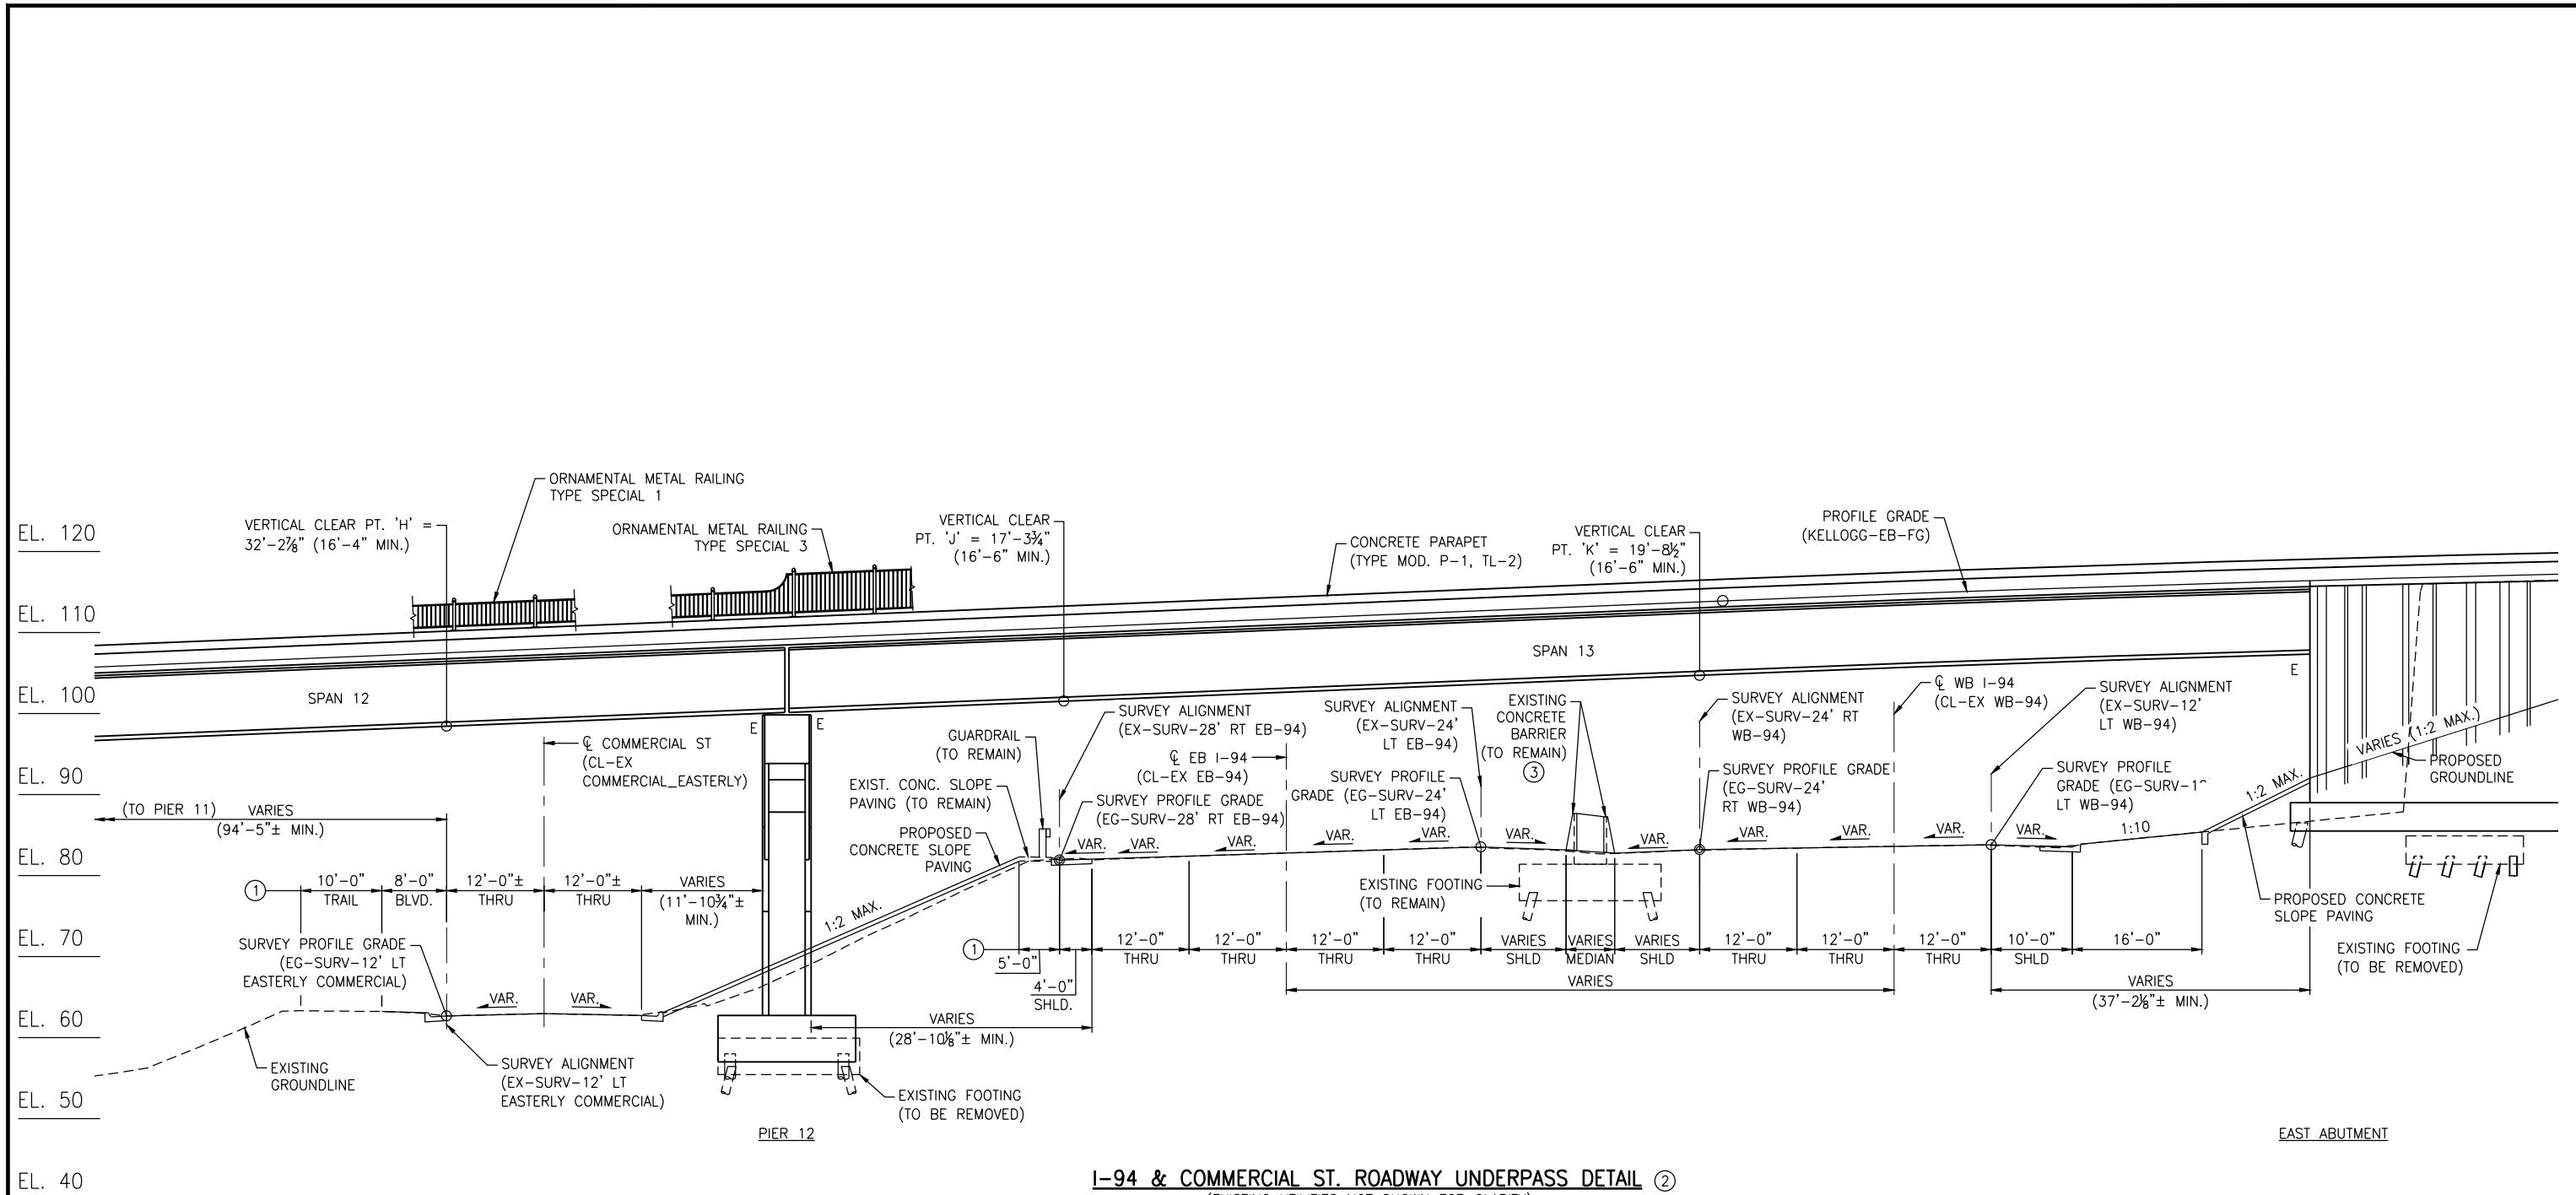 ORNAMENTAL METAL RAILING
TYPE SPECIAL 1
VERTICAL CLEAR PT. 'H' =
32'-2⅞" (16'-4" MIN.)
ORNAMENTAL METAL RAILING
TYPE SPECIAL 3
VERTICAL CLEAR
PT. 'J' = 17'-3¾"
(16'-6" MIN.)
CONCRETE PARAPET
(TYPE MOD. P-1, TL-2)
VERTICAL CLEAR
PT. 'K' = 19'-8½"
(16'-6" MIN.)
PROFILE GRADE
(KELLOGG-EB-FG)
EL. 120
EL. 110
EL. 100
EL. 90
EL. 80
EL. 70
EL. 60
EL. 50
EL. 40
SPAN 12
SPAN 13
E
E
E
℄ COMMERCIAL ST
(CL-EX
COMMERCIAL_EASTERLY)
GUARDRAIL
(TO REMAIN)
EXIST. CONC. SLOPE
PAVING (TO REMAIN)
PROPOSED
CONCRETE SLOPE
PAVING
SURVEY ALIGNMENT
(EX-SURV-28' RT EB-94)
℄ EB I-94
(CL-EX EB-94)
SURVEY PROFILE GRADE
(EG-SURV-28' RT EB-94)
SURVEY ALIGNMENT
(EX-SURV-24'
LT EB-94)
SURVEY PROFILE
GRADE (EG-SURV-24'
LT EB-94)
EXISTING
CONCRETE
BARRIER
(TO REMAIN)
3
SURVEY ALIGNMENT
(EX-SURV-24' RT
WB-94)
SURVEY PROFILE GRADE
(EG-SURV-24'
RT WB-94)
℄ WB I-94
(CL-EX WB-94)
SURVEY ALIGNMENT
(EX-SURV-12'
LT WB-94)
SURVEY PROFILE
GRADE (EG-SURV-1
LT WB-94)
VARIES (1:2 MAX.)
PROPOSED
GROUNDLINE
1:2 MAX.
1:10
(TO PIER 11) VARIES
(94'-5"± MIN.)
VAR.
VAR.
VAR.
VAR.
VAR.
VAR.
VAR.
VAR.
VAR.
VAR.
VAR.
1 10'-0" 8'-0" 12'-0"± 12'-0"± VARIES
TRAIL BLVD. THRU THRU (11'-10¾"±
MIN.)
1:2 MAX.
EXISTING FOOTING
(TO REMAIN)
PROPOSED CONCRETE
SLOPE PAVING
EXISTING FOOTING
(TO BE REMOVED)
SURVEY PROFILE GRADE
(EG-SURV-12' LT
EASTERLY COMMERCIAL)
VAR.
VAR.
1 12'-0" 12'-0" 12'-0" 12'-0" VARIES VARIES VARIES 12'-0" 12'-0" 12'-0" 10'-0" 16'-0"
THRU THRU THRU THRU SHLD MEDIAN SHLD THRU THRU THRU SHLD
5'-0"
4'-0"
SHLD.
VARIES
VARIES
(37'-2⅛"± MIN.)
VARIES
(28'-10⅛"± MIN.)
EXISTING
GROUNDLINE
SURVEY ALIGNMENT
(EX-SURV-12' LT
EASTERLY COMMERCIAL)
EXISTING FOOTING
(TO BE REMOVED)
PIER 12
EAST ABUTMENT
I-94 & COMMERCIAL ST. ROADWAY UNDERPASS DETAIL 2